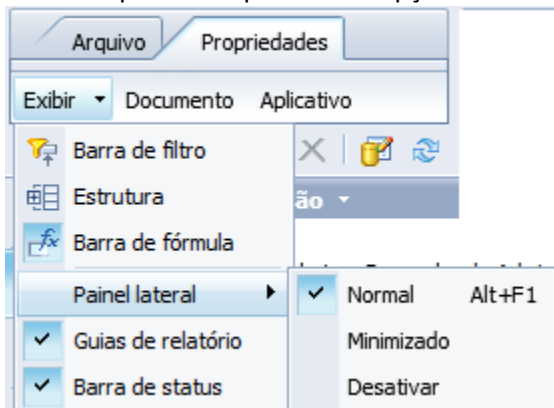 Arquivo Propriedades
Exibir Documento Aplicativo
Barra de filtro
Estrutura
ão
Barra de fórmula
Painel lateral Normal Alt+F1
Guias de relatório Minimizado
Barra de status Desativar